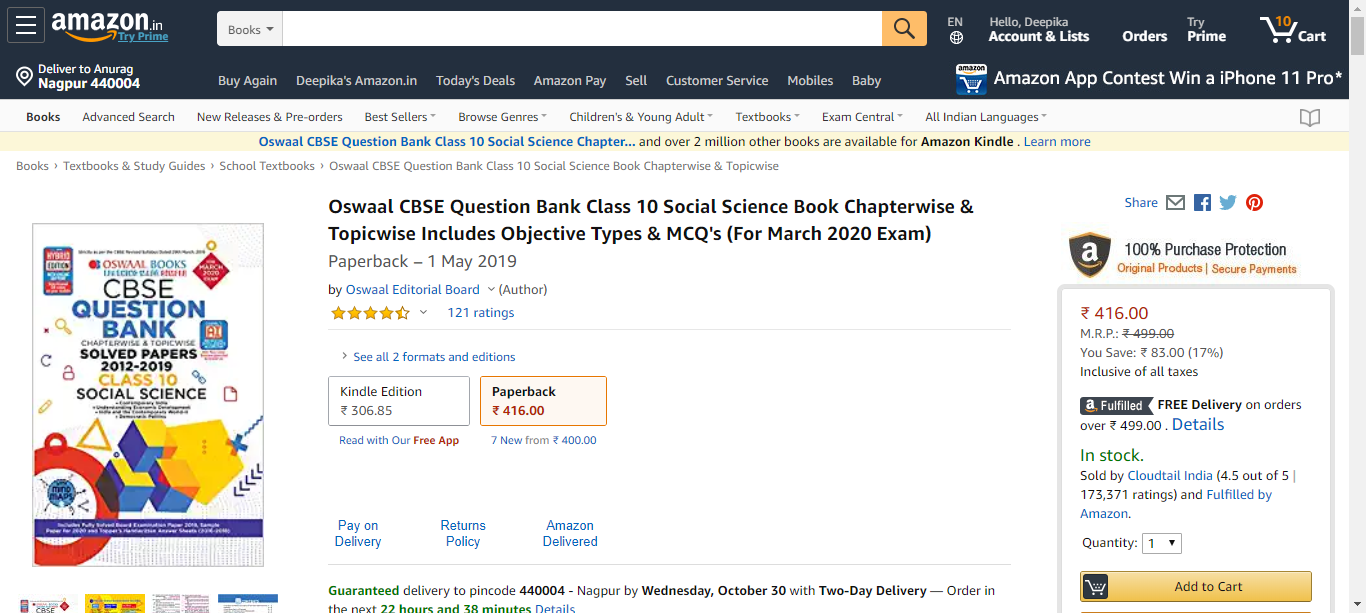 amazon.in
Try Prime
Books
EN
Hello, Deepika
Account & Lists
Orders
Try
Prime
10
Cart
Deliver to Anurag
Nagpur 440004
Buy Again
Deepika's Amazon.in
Today's Deals
Amazon Pay
Sell
Customer Service
Mobiles
Baby
amazon
Amazon App Contest Win a iPhone 11 Pro*
Books
Advanced Search
New Releases & Pre-orders
Best Sellers
Browse Genres
Children's & Young Adult
Textbooks
Exam Central
All Indian Languages
Oswaal CBSE Question Bank Class 10 Social Science Chapter... and over 2 million other books are available for Amazon Kindle . Learn more
Books › Textbooks & Study Guides › School Textbooks › Oswaal CBSE Question Bank Class 10 Social Science Book Chapterwise & Topicwise
HYBRID
EDITION
OSWAAL BOOKS
MARCH
2020
CBSE
QUESTION
BANK
CHAPTERWISE & TOPICWISE
SOLVED PAPERS
2012-2019
CLASS 10
SOCIAL SCIENCE
MIND
MAPS
Oswaal CBSE Question Bank Class 10 Social Science Book Chapterwise &
Topicwise Includes Objective Types & MCQ's (For March 2020 Exam)
Paperback – 1 May 2019
by Oswaal Editorial Board (Author)
121 ratings
See all 2 formats and editions
Kindle Edition
₹ 306.85
Paperback
₹ 416.00
Read with Our Free App
7 New from ₹ 400.00
Pay on
Delivery
Returns
Policy
Amazon
Delivered
Guaranteed delivery to pincode 440004 - Nagpur by Wednesday, October 30 with Two-Day Delivery — Order in
the next 22 hours and 38 minutes Details
Share
100% Purchase Protection
Original Products | Secure Payments
₹ 416.00
M.R.P.: ₹ 499.00
You Save: ₹ 83.00 (17%)
Inclusive of all taxes
a Fulfilled FREE Delivery on orders
over ₹ 499.00 . Details
In stock.
Sold by Cloudtail India (4.5 out of 5 |
173,371 ratings) and Fulfilled by
Amazon.
Quantity: 1
Add to Cart